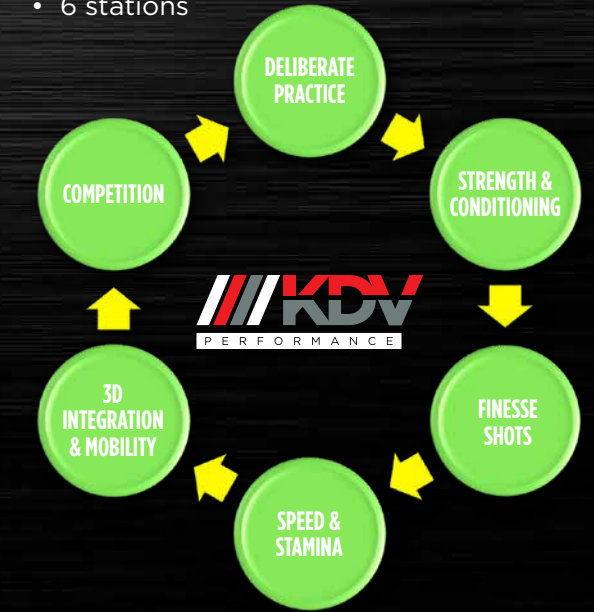 • 6 stations
DELIBERATE
PRACTICE
STRENGTH &
CONDITIONING
FINESSE
SHOTS
SPEED &
STAMINA
3D
INTEGRATION
& MOBILITY
COMPETITION
KDV
PERFORMANCE